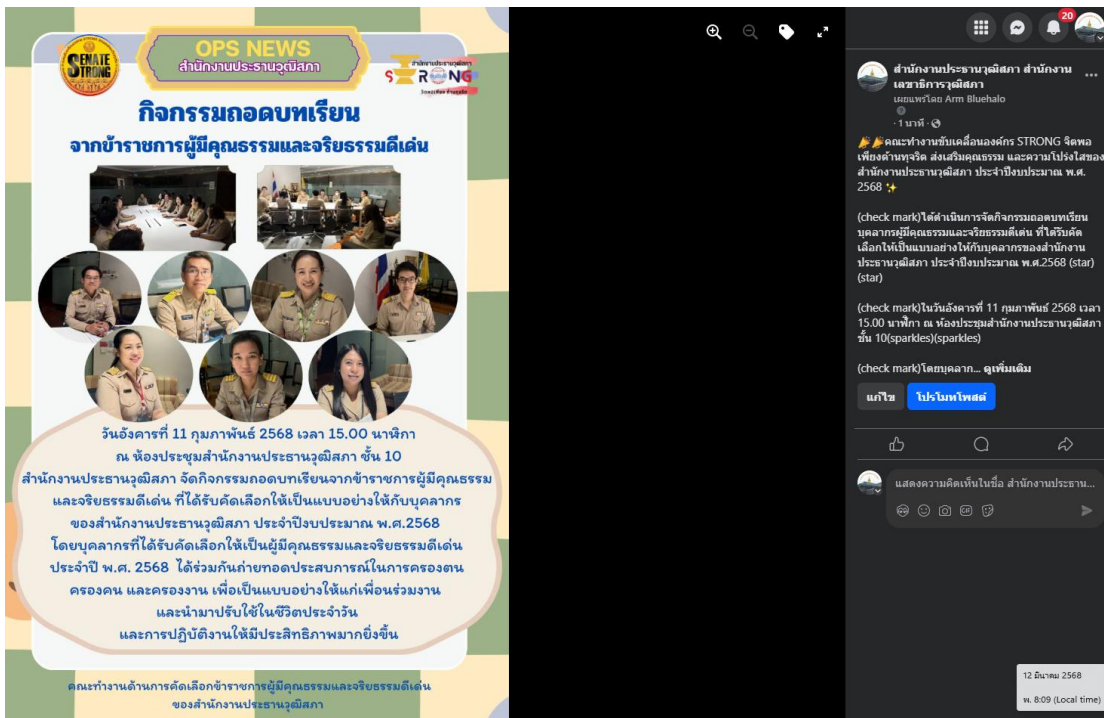 SENATE
STRONG
OPS NEWS
สำนักงานประธานวุฒิสภา
สำนักงานประธานวุฒิสภา
STRONG
กิจกรรมถอดบทเรียน
จากข้าราชการผู้มีคุณธรรมและจริยธรรมดีเด่น
วันอังคารที่ 11 กุมภาพันธ์ 2568 เวลา 15.00 นาฬิกา
ณ ห้องประชุมสำนักงานประธานวุฒิสภา ชั้น 10
สำนักงานประธานวุฒิสภา จัดกิจกรรมถอดบทเรียนจากข้าราชการผู้มีคุณธรรม
และจริยธรรมดีเด่น ที่ได้รับคัดเลือกให้เป็นแบบอย่างให้กับบุคลากร
ของสำนักงานประธานวุฒิสภา ประจำปีงบประมาณ พ.ศ.2568
โดยบุคลากรที่ได้รับคัดเลือกให้เป็นผู้มีคุณธรรมและจริยธรรมดีเด่น
ประจำปี พ.ศ. 2568 ได้ร่วมกันถ่ายทอดประสบการณ์ในการครองตน
ครองคน และครองงาน เพื่อเป็นแบบอย่างให้แก่เพื่อนร่วมงาน
และนำมาปรับใช้ในชีวิตประจำวัน
และการปฏิบัติงานให้มีประสิทธิภาพมากยิ่งขึ้น
คณะทำงานด้านการคัดเลือกข้าราชการผู้มีคุณธรรมและจริยธรรมดีเด่น
ของสำนักงานประธานวุฒิสภา
20
สำนักงานประธานวุฒิสภา สำนักงาน
เลขาธิการวุฒิสภา
เผยแพร่โดย Arm Bluehalo
· 1 นาที ·
คณะทำงานขับเคลื่อนองค์กร STRONG จิตพอ
เพียงต้านทุจริต ส่งเสริมคุณธรรม และความโปร่งใสของ
สำนักงานประธานวุฒิสภา ประจำปีงบประมาณ พ.ศ.
2568
(check mark)ได้ดำเนินการจัดกิจกรรมถอดบทเรียน
บุคลากรผู้มีคุณธรรมและจริยธรรมดีเด่น ที่ได้รับคัด
เลือกให้เป็นแบบอย่างให้กับบุคลากรของสำนักงาน
ประธานวุฒิสภา ประจำปีงบประมาณ พ.ศ.2568 (star)
(star)
(check mark)ในวันอังคารที่ 11 กุมภาพันธ์ 2568 เวลา
15.00 นาฬิกา ณ ห้องประชุมสำนักงานประธานวุฒิสภา
ชั้น 10(sparkles)(sparkles)
(check mark)โดยบุคลาก... ดูเพิ่มเติม
แก้ไข โปรโมทโพสต์
แสดงความคิดเห็นในชื่อ สำนักงานประธาน...
GIF
12 มีนาคม 2568
พ. 8:09 (Local time)